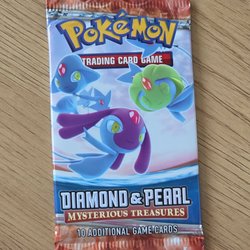 POKéMON
TRADING CARD GAME
DIAMOND & PEARL
MYSTERIOUS TREASURES
10 ADDITIONAL GAME CARDS